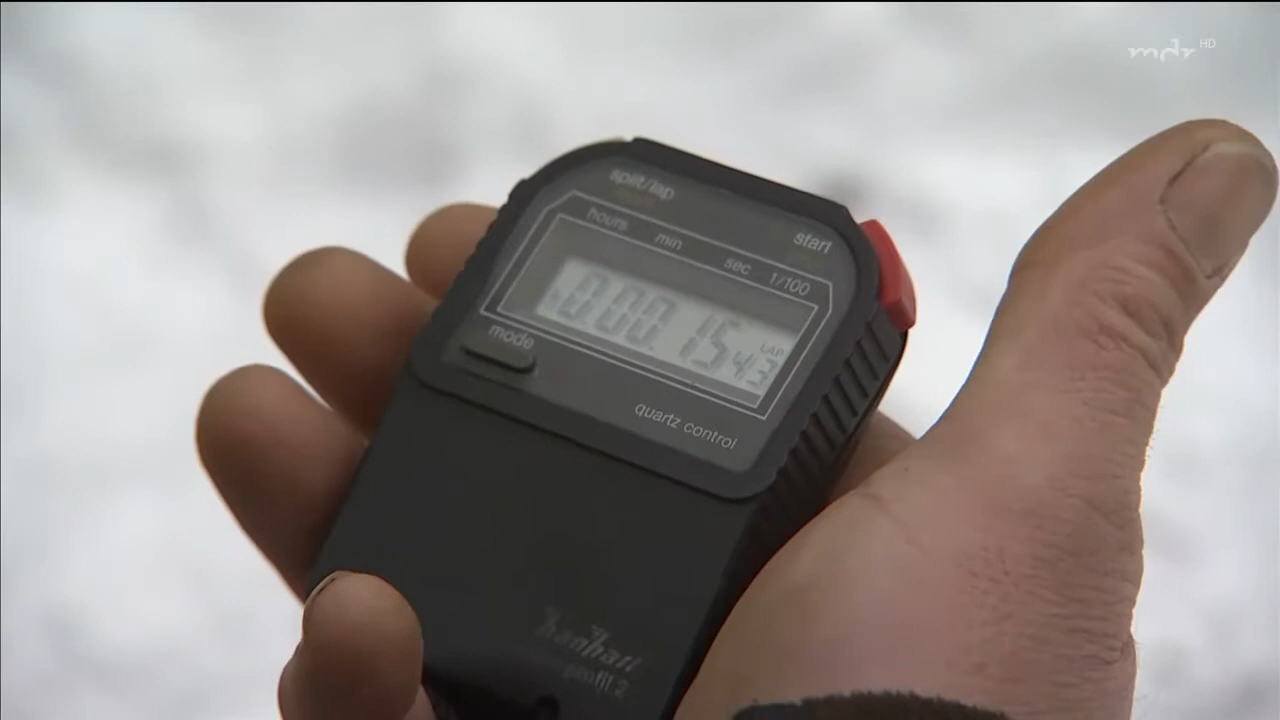 mdr HD
split/lap
start
hours min sec 1/100
0:00.15 43
LAP
mode
quartz control
hanhart
profil 2